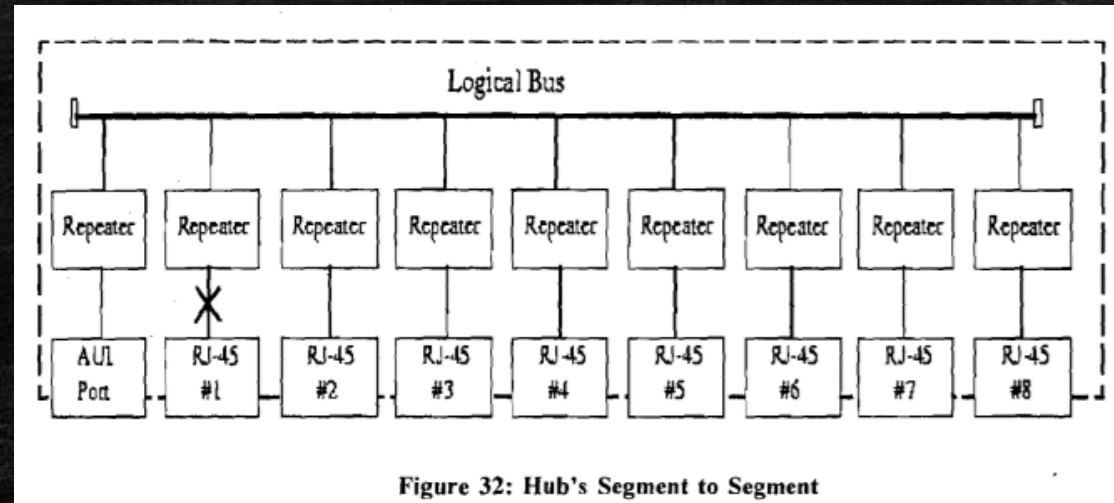 Logical Bus
Repeater Repeater Repeater Repeater Repeater Repeater Repeater Repeater Repeater
AUI RJ-45 RJ-45 RJ-45 RJ-45 RJ-45 RJ-45 RJ-45 RJ-45
Port #1 #2 #3 #4 #5 #6 #7 #8
Figure 32: Hub's Segment to Segment